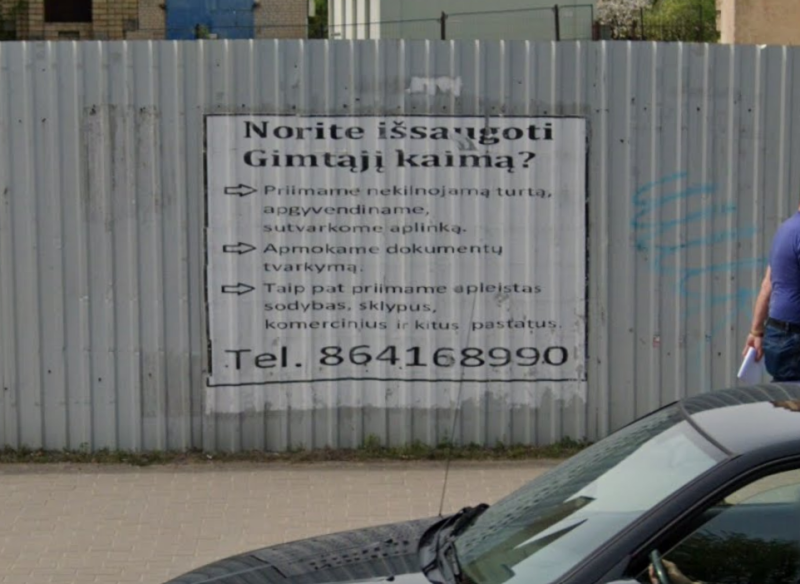 Norite išsaugoti
Gimtąjį kaimą?
Priimame nekilnojamą turtą,
apgyvendiname,
sutvarkome aplinką.
Apmokame dokumentų
tvarkymą.
Taip pat priimame apleistas
sodybas, sklypus,
komercinius ir kitus pastatus.
Tel. 864168990